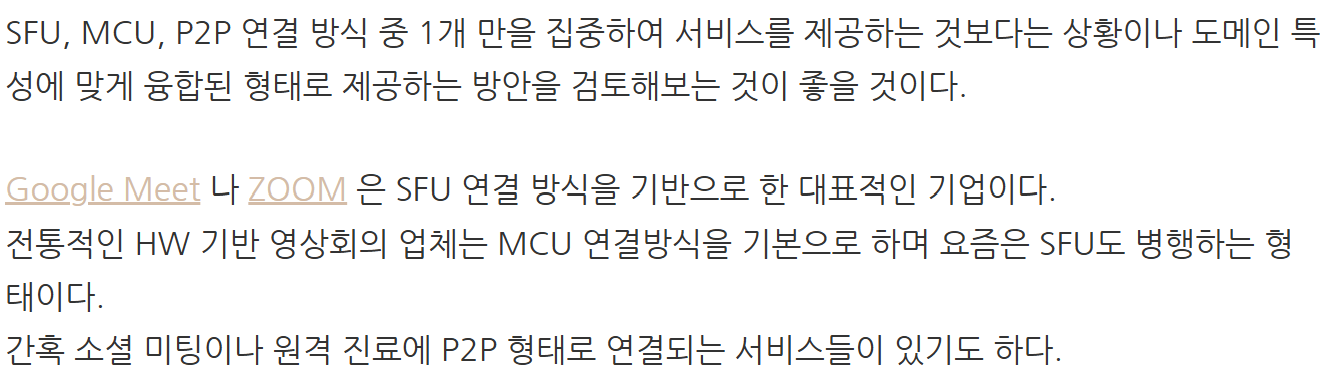 SFU, MCU, P2P 연결 방식 중 1개 만을 집중하여 서비스를 제공하는 것보다는 상황이나 도메인 특
성에 맞게 융합된 형태로 제공하는 방안을 검토해보는 것이 좋을 것이다.
Google Meet 나 ZOOM 은 SFU 연결 방식을 기반으로 한 대표적인 기업이다.
전통적인 HW 기반 영상회의 업체는 MCU 연결방식을 기본으로 하며 요즘은 SFU도 병행하는 형
태이다.
간혹 소셜 미팅이나 원격 진료에 P2P 형태로 연결되는 서비스들이 있기도 하다.